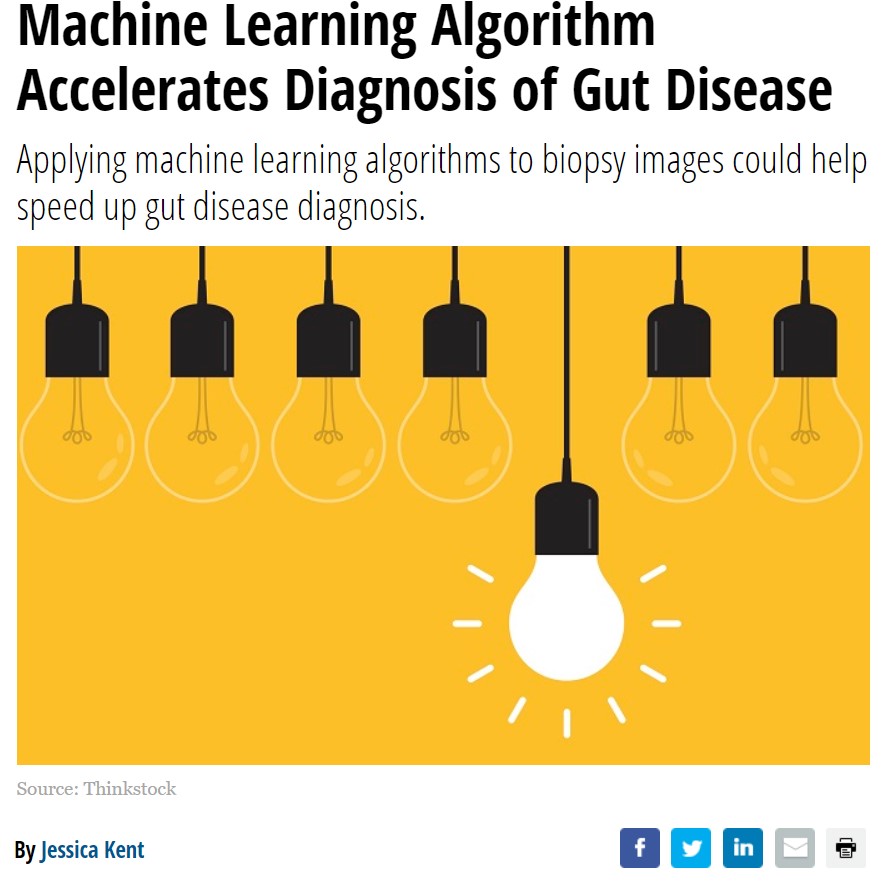 Machine Learning Algorithm
Accelerates Diagnosis of Gut Disease
Applying machine learning algorithms to biopsy images could help
speed up gut disease diagnosis.
Source: Thinkstock
By Jessica Kent
f
in